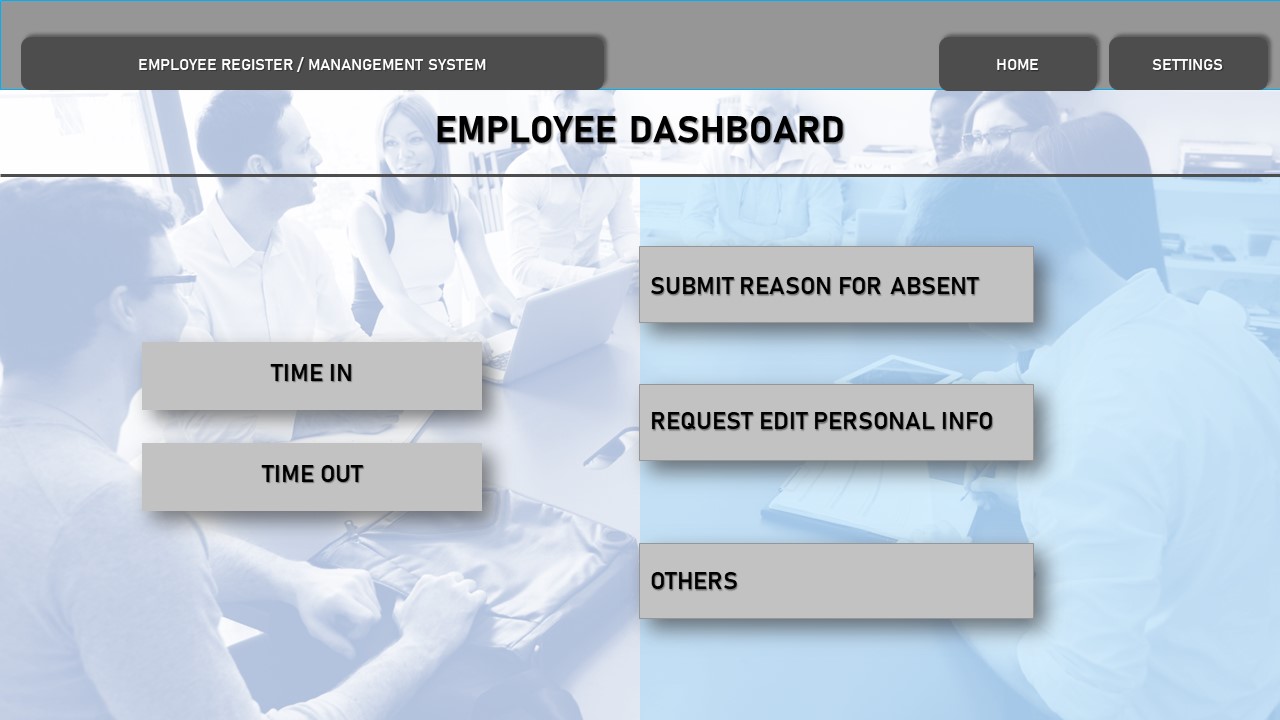 EMPLOYEE REGISTER / MANANGEMENT SYSTEM
HOME
SETTINGS
EMPLOYEE DASHBOARD
TIME IN
TIME OUT
SUBMIT REASON FOR ABSENT
REQUEST EDIT PERSONAL INFO
OTHERS